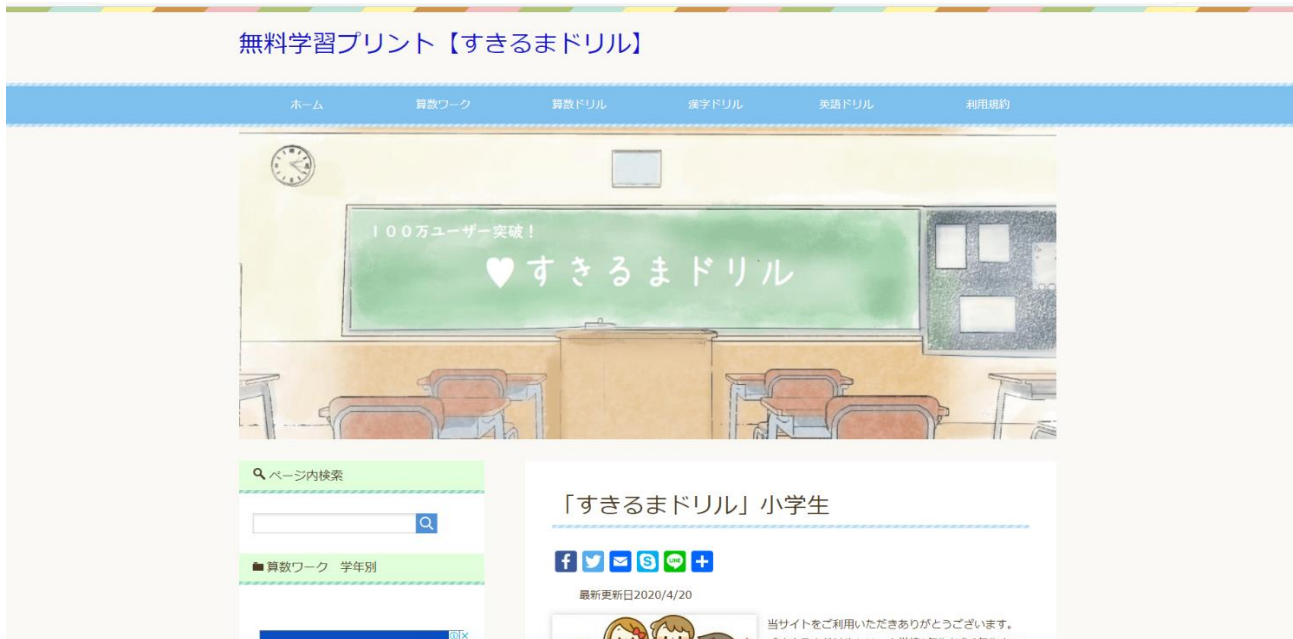 無料学習プリント【すきるまドリル】
ホーム 算数ワーク 算数ドリル 漢字ドリル 英語ドリル 利用規約
100万ユーザー突破!
♥すきるまドリル
ページ内検索
算数ワーク 学年別
「すきるまドリル」小学生
最新更新日2020/4/20
当サイトをご利用いただきありがとうございます。